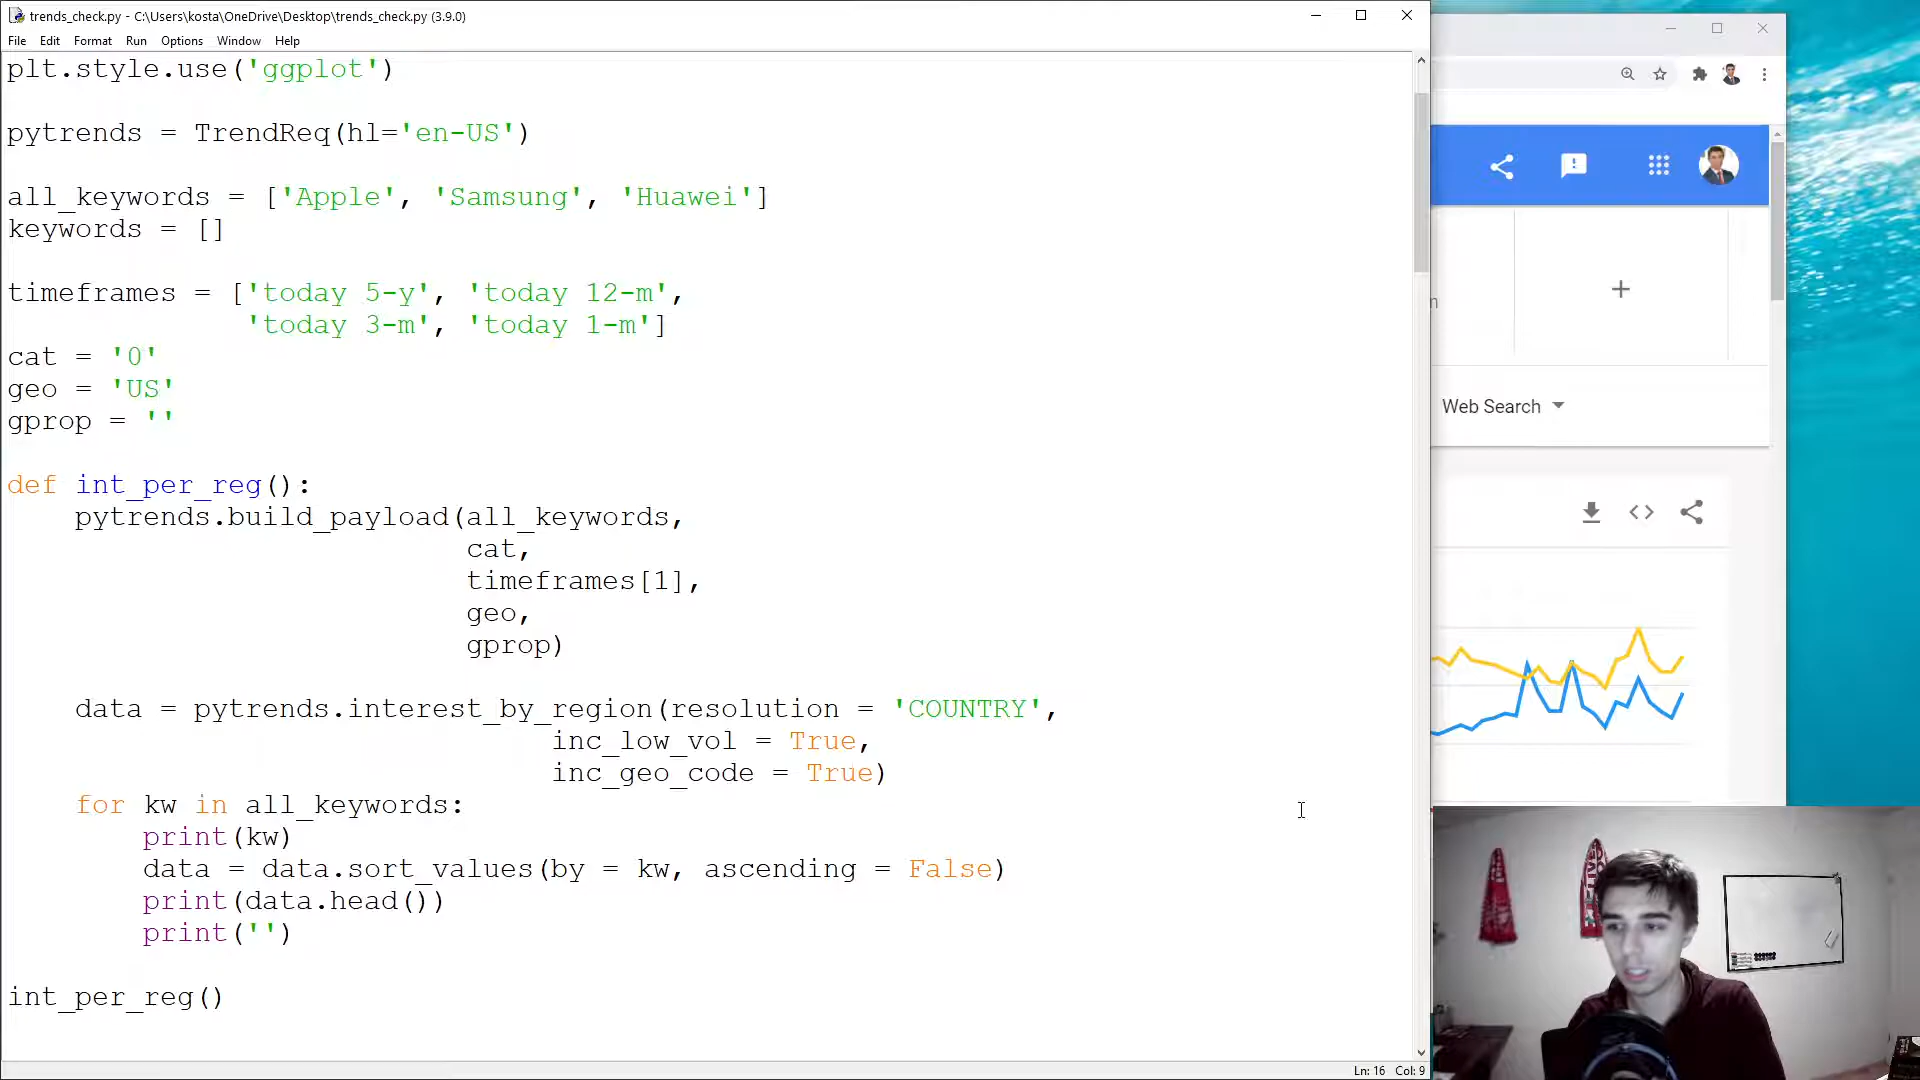 trends_check.py - C:\Users\kosta\OneDrive\Desktop\trends_check.py (3.9.0)
File Edit Format Run Options Window Help
plt.style.use('ggplot')
pytrends = TrendReq(hl='en-US')
all_keywords = ['Apple', 'Samsung', 'Huawei']
keywords = []
timeframes = ['today 5-y', 'today 12-m',
'today 3-m', 'today 1-m']
cat = '0'
geo = 'US'
gprop = ''
Web Search
def int_per_reg():
pytrends.build_payload(all_keywords,
cat,
timeframes[1],
geo,
gprop)
data = pytrends.interest_by_region(resolution = 'COUNTRY',
inc_low_vol = True,
inc_geo_code = True)
for kw in all_keywords:
print(kw)
data = data.sort_values(by = kw, ascending = False)
print(data.head())
print('')
int_per_reg()
Ln: 16 Col: 9